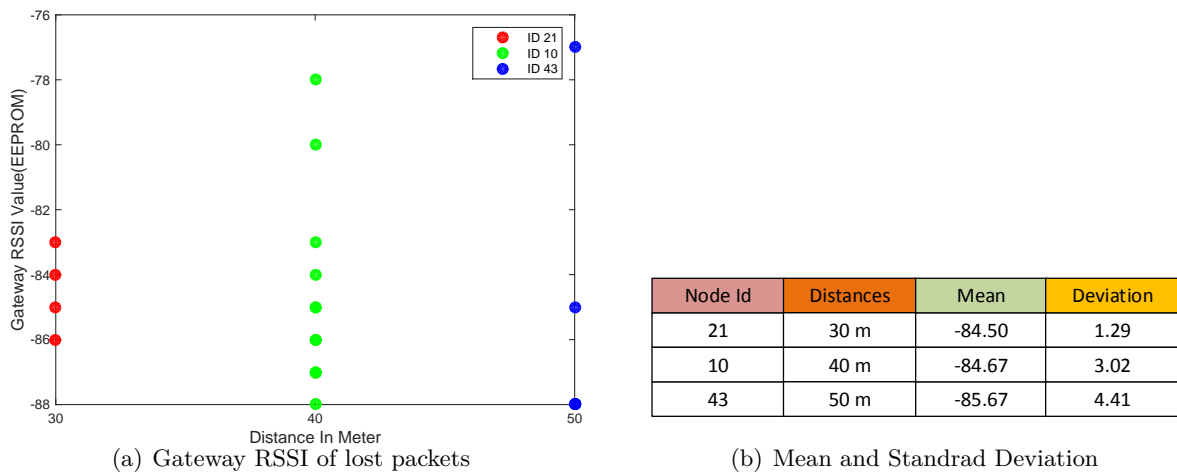 -76
-78
-80
-82
-84
-86
-88
Gateway RSSI Value(EEPROM)
ID 21
ID 10
ID 43
30
40
50
Distance In Meter
(a) Gateway RSSI of lost packets
Node Id Distances Mean Deviation
21 30 m -84.50 1.29
10 40 m -84.67 3.02
43 50 m -85.67 4.41
(b) Mean and Standrad Deviation